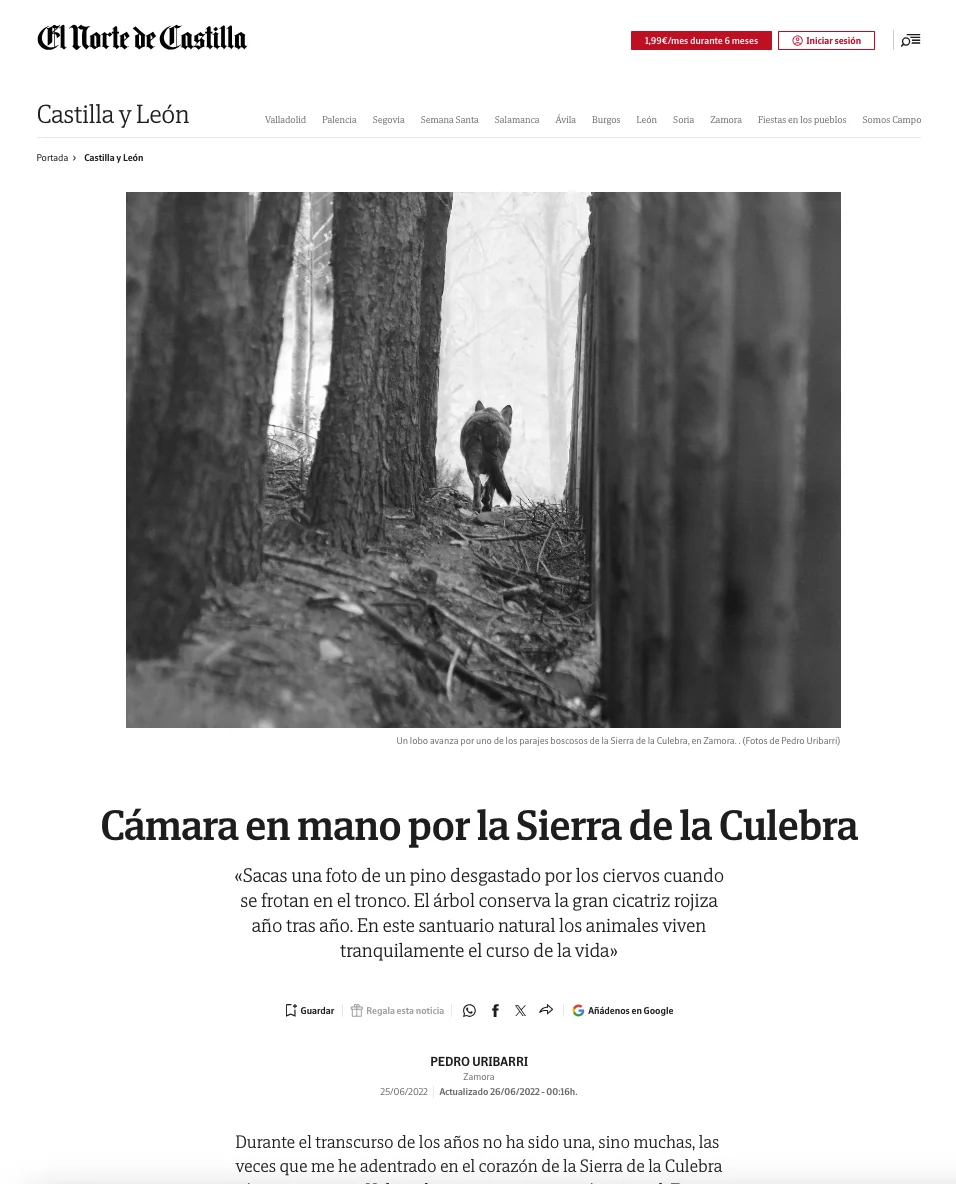 El Norte de Castilla
1,99€/mes durante 6 meses
Iniciar sesión
Castilla y León
Valladolid Palencia Segovia Semana Santa Salamanca Ávila Burgos León Soria Zamora Fiestas en los pueblos Somos Campo
Portada › Castilla y León
Un lobo avanza por uno de los parajes boscosos de la Sierra de la Culebra, en Zamora. . (Fotos de Pedro Uribarri)
Cámara en mano por la Sierra de la Culebra
«Sacas una foto de un pino desgastado por los ciervos cuando
se frotan en el tronco. El árbol conserva la gran cicatriz rojiza
año tras año. En este santuario natural los animales viven
tranquilamente el curso de la vida»
Guardar Regala esta noticia Añádenos en Google
PEDRO URIBARRI
Zamora
25/06/2022 Actualizado 26/06/2022 - 00:16h.
Durante el transcurso de los años no ha sido una, sino muchas, las
veces que me he adentrado en el corazón de la Sierra de la Culebra